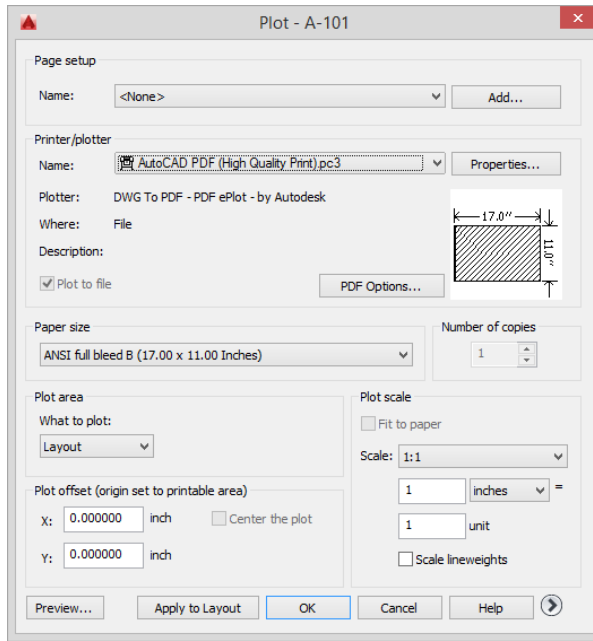 Plot - A-101
Page setup
Name: <None> Add...
Printer/plotter
Name: AutoCAD PDF (High Quality Print).pc3 Properties...
Plotter: DWG To PDF - PDF ePlot - by Autodesk
Where: File
Description:
Plot to file
PDF Options...
17.0″
11.0″
Paper size
ANSI full bleed B (17.00 x 11.00 Inches)
Number of copies
1
Plot area
What to plot:
Layout
Plot scale
Fit to paper
Scale: 1:1
1 inches =
1 unit
Scale lineweights
Plot offset (origin set to printable area)
X: 0.000000 inch Center the plot
Y: 0.000000 inch
Preview... Apply to Layout OK Cancel Help